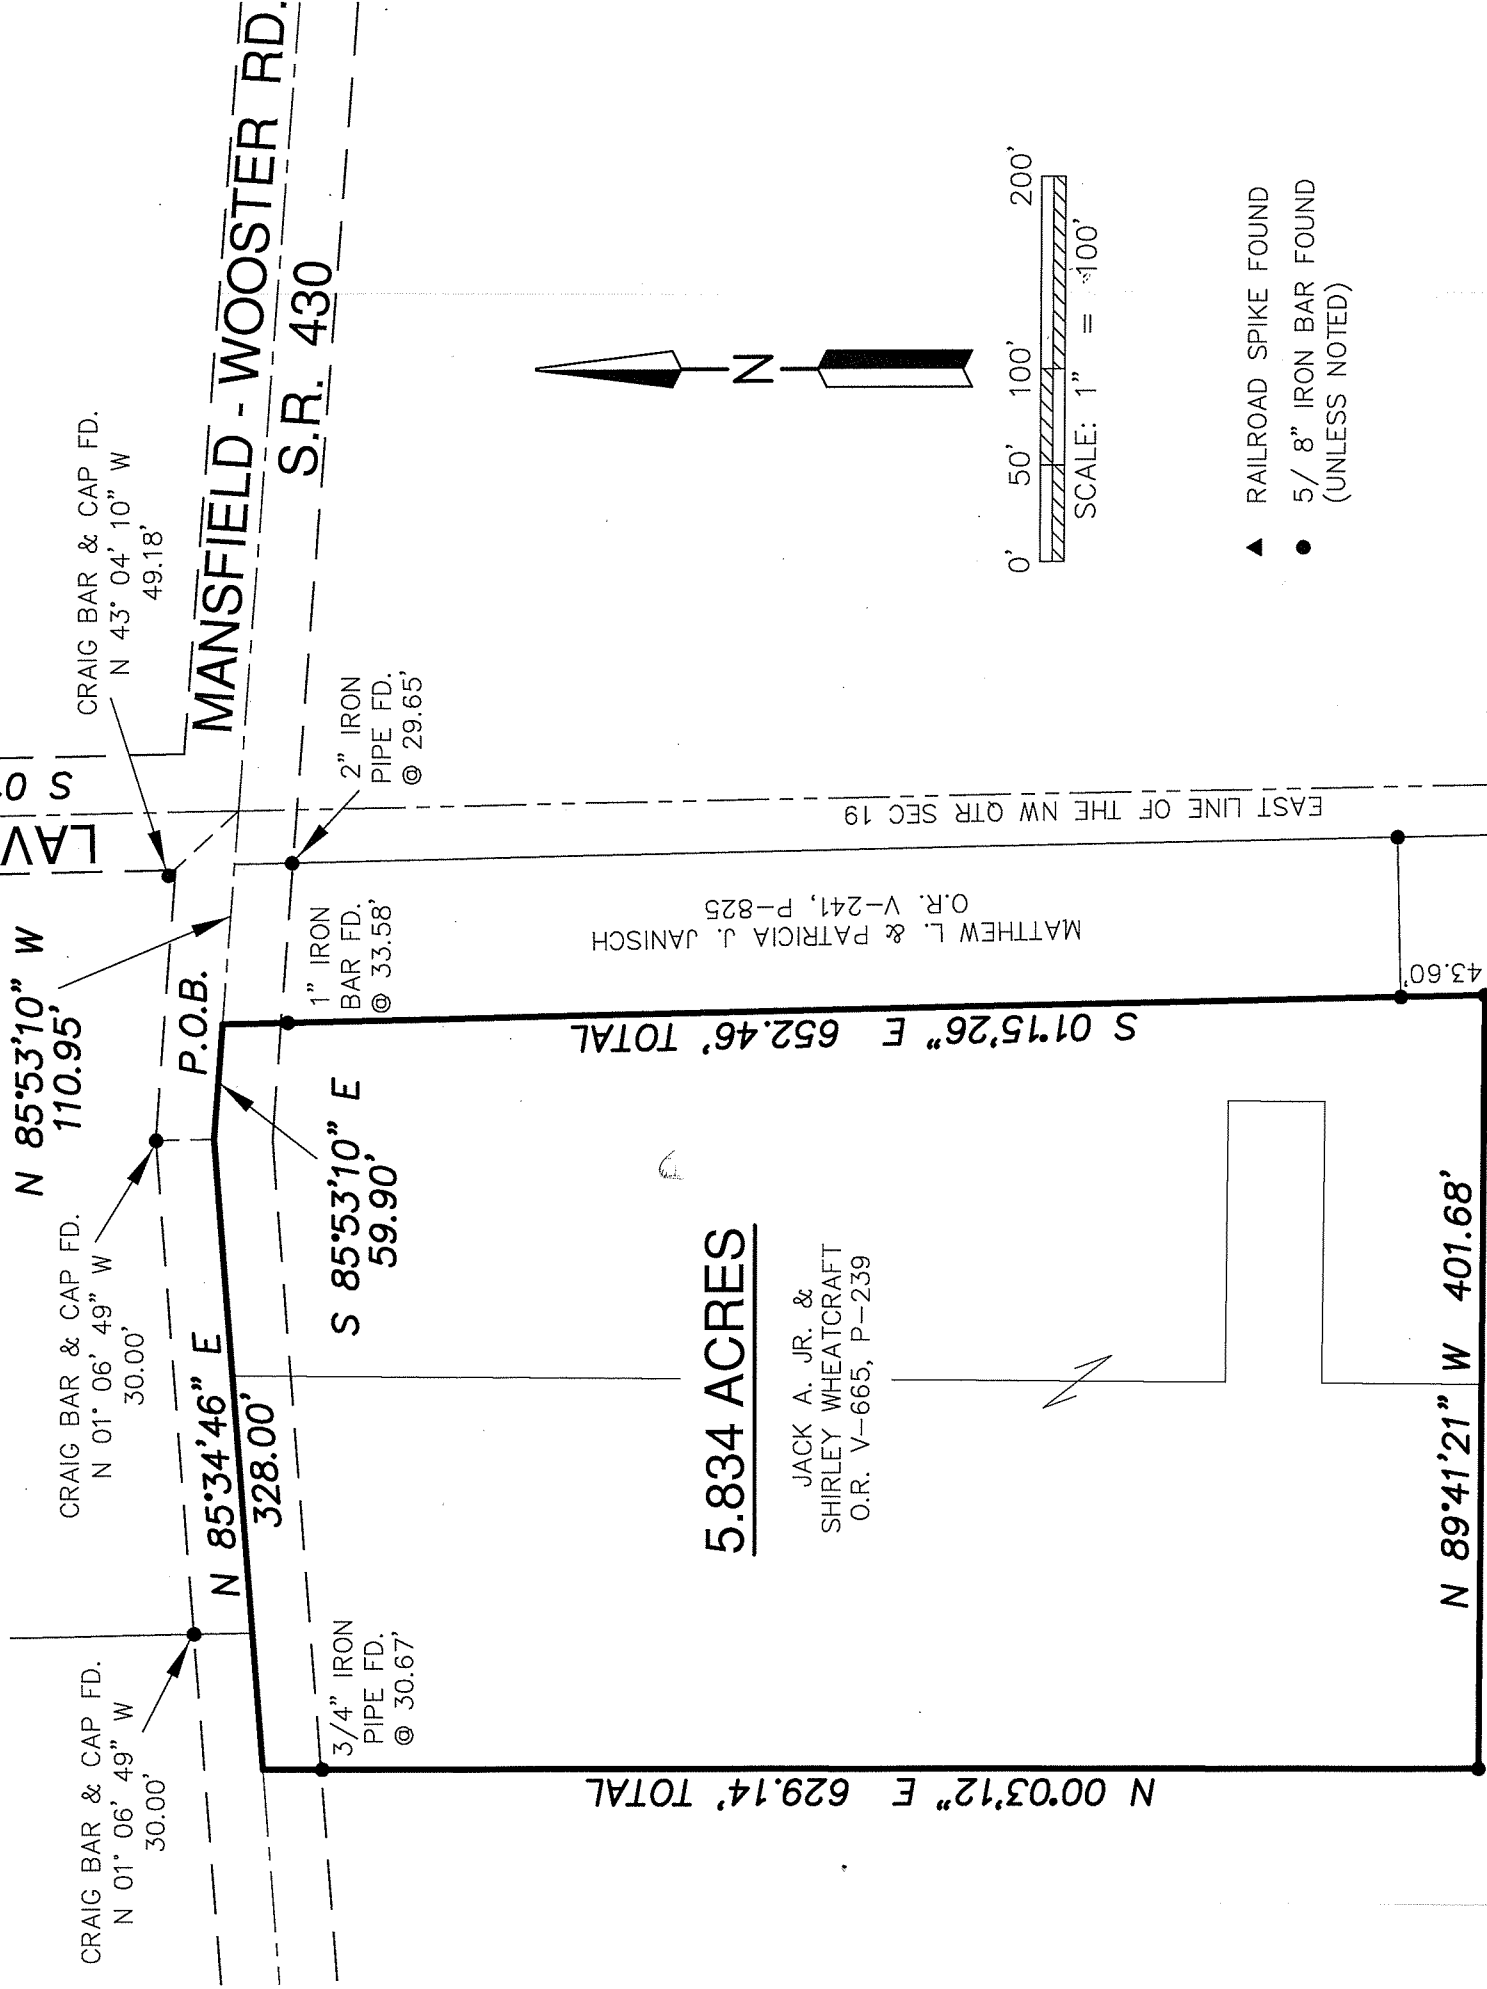 MANSFIELD - WOOSTER RD.
S.R. 430
CRAIG BAR & CAP FD.
N 43° 04' 10" W
49.18'
S 01
LAV
2" IRON
PIPE FD.
@ 29.65'
N 85°53'10" W
110.95'
P.O.B.
1" IRON
BAR FD.
@ 33.58'
CRAIG BAR & CAP FD.
N 01° 06' 49" W
30.00'
S 85°53'10" E
59.90'
N 85°34'46" E
328.00'
CRAIG BAR & CAP FD.
N 01° 06' 49" W
30.00'
3/4" IRON
PIPE FD.
@ 30.67'
N 00°03'12" E 629.14' TOTAL
S 01°15'26" E 652.46' TOTAL
MATTHEW L. & PATRICIA J. JANISCH
O.R. V-241, P-825
EAST LINE OF THE NW QTR SEC 19
43.60'
5.834 ACRES
JACK A. JR. &
SHIRLEY WHEATCRAFT
O.R. V-665, P-239
N 89°41'21" W 401.68'
N
0' 50' 100' 200'
SCALE: 1" = 100'
RAILROAD SPIKE FOUND
5/ 8" IRON BAR FOUND
(UNLESS NOTED)